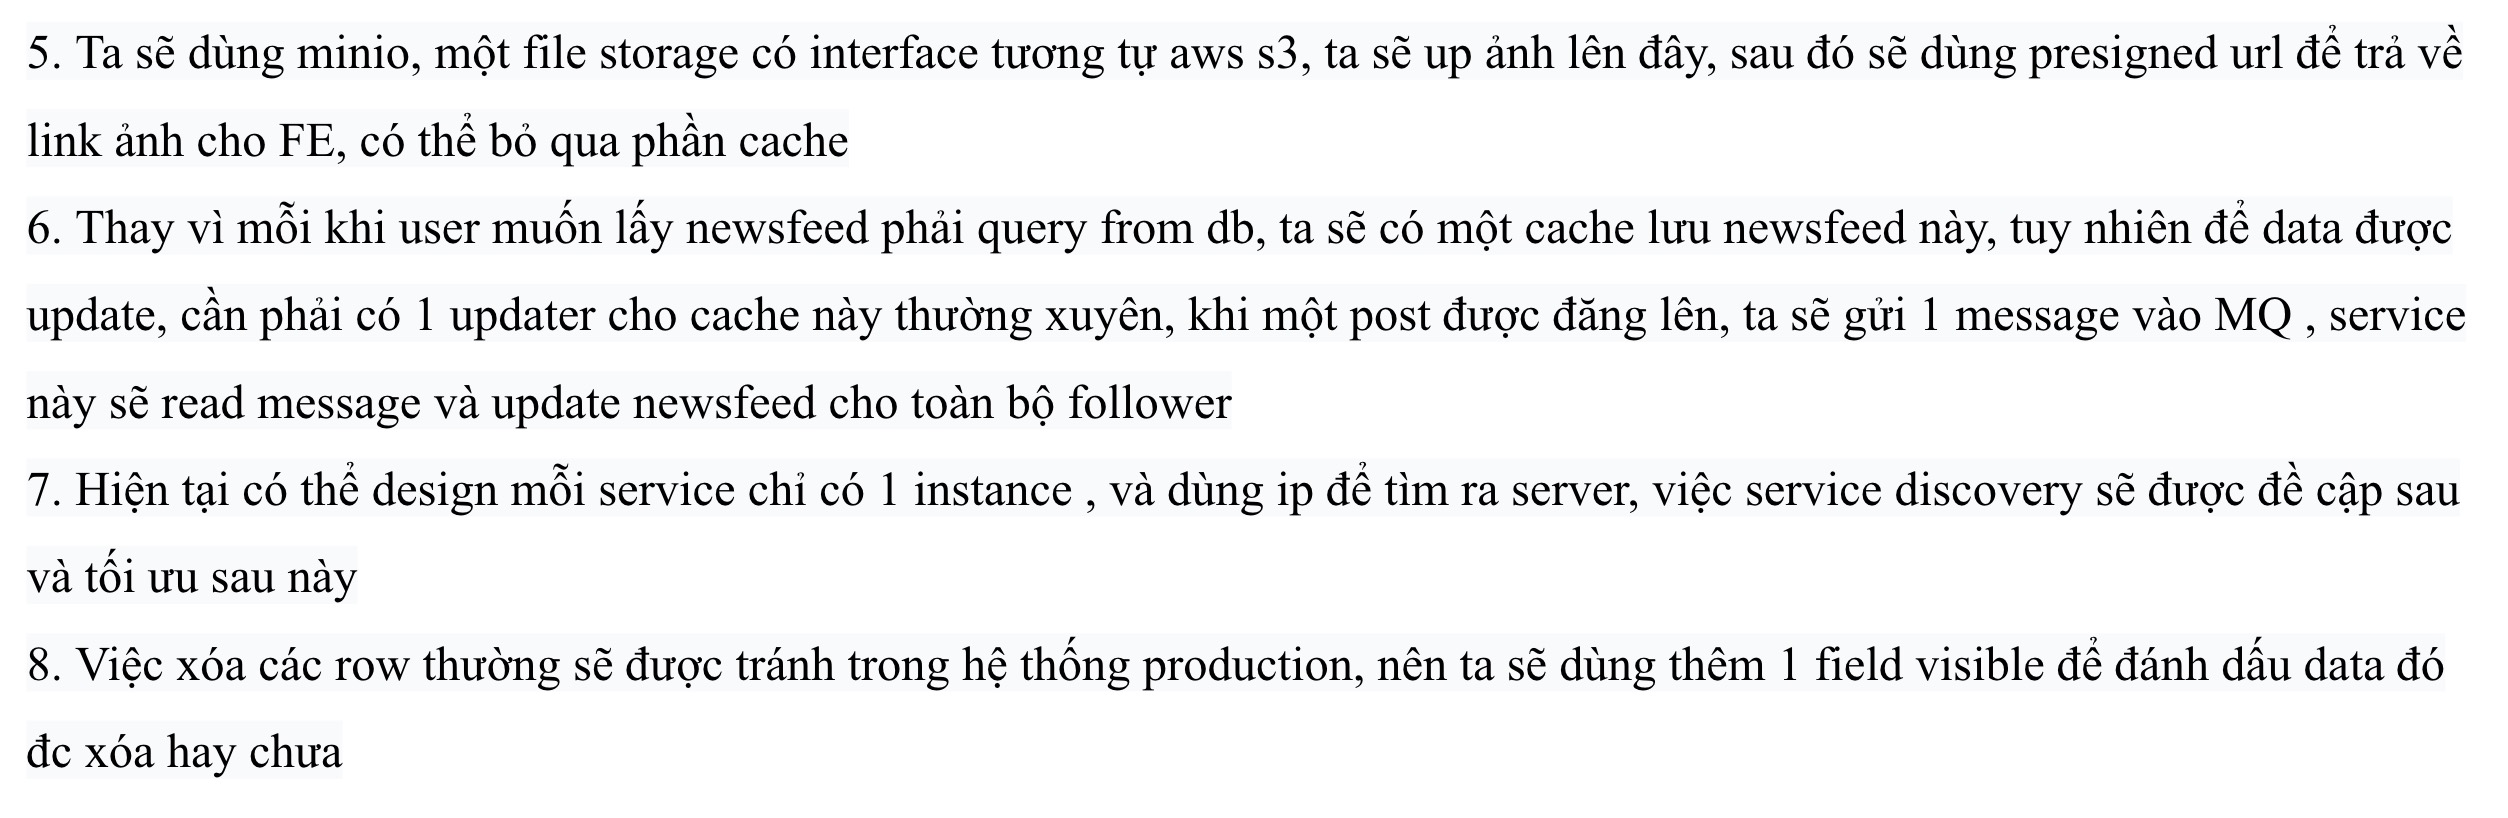 5. Ta sẽ dùng minio, một file storage có interface tương tự aws s3, ta sẽ up ảnh lên đây, sau đó sẽ dùng presigned url để trả về
link ảnh cho FE, có thể bỏ qua phần cache
6. Thay vì mỗi khi user muốn lấy newsfeed phải query from db, ta sẽ có một cache lưu newsfeed này, tuy nhiên để data được
update, cần phải có 1 updater cho cache này thường xuyên, khi một post được đăng lên, ta sẽ gửi 1 message vào MQ , service
này sẽ read message và update newsfeed cho toàn bộ follower
7. Hiện tại có thể design mỗi service chỉ có 1 instance , và dùng ip để tìm ra server, việc service discovery sẽ được đề cập sau
và tối ưu sau này
8. Việc xóa các row thường sẽ được tránh trong hệ thống production, nên ta sẽ dùng thêm 1 field visible để đánh dấu data đó
đc xóa hay chưa